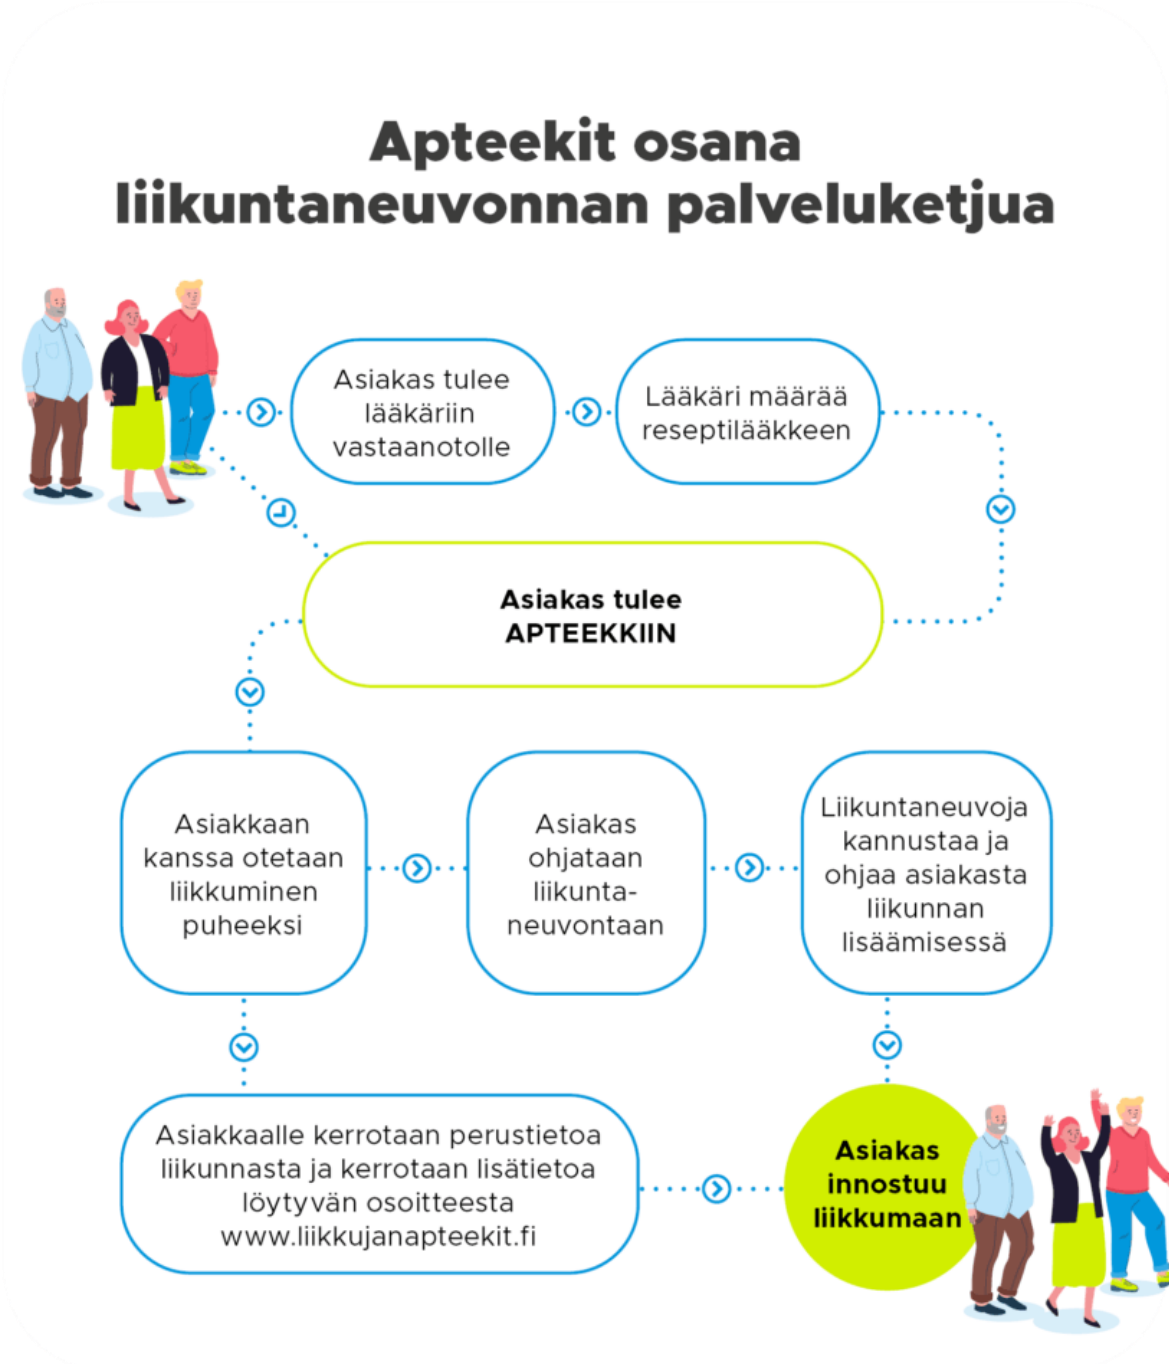 Apteekit osana
liikuntaneuvonnan palveluketjua
Asiakas tulee
lääkäriin
vastaanotolle
Lääkäri määrää
reseptilääkkeen
Asiakas tulee
APTEEKKIIN
Asiakkaan
kanssa otetaan
liikkuminen
puheeksi
Asiakas
ohjataan
liikunta-
neuvontaan
Liikuntaneuvoja
kannustaa ja
ohjaa asiakasta
liikunnan
lisäämisessä
Asiakkaalle kerrotaan perustietoa
liikunnasta ja kerrotaan lisätietoa
löytyvän osoitteesta
www.liikkujanapteekit.fi
Asiakas
innostuu
liikkumaan